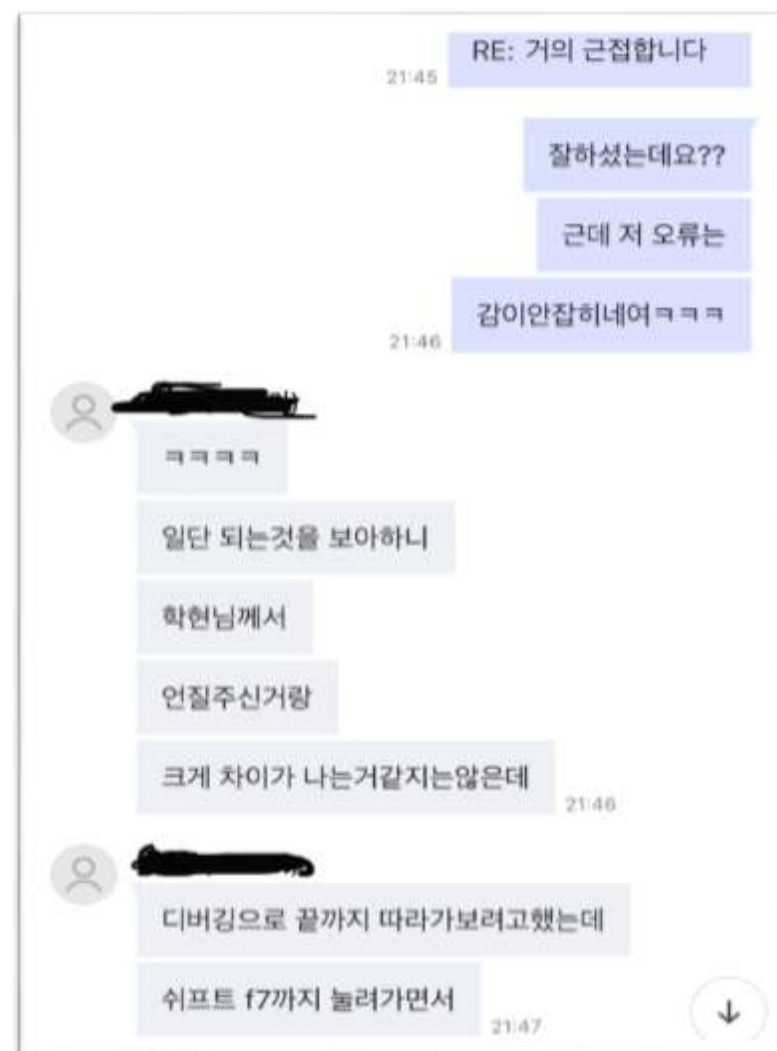 RE: 거의 근접합니다
21:45
잘하셨는데요??
근데 저 오류는
감이안잡히네여ㅋㅋㅋ
21:46
ㅋㅋㅋㅋ
일단 되는것을 보아하니
학현님께서
언질주신거랑
크게 차이가 나는거같지는않은데
21:46
디버깅으로 끝까지 따라가보려고했는데
쉬프트 f7까지 눌려가면서
21:47